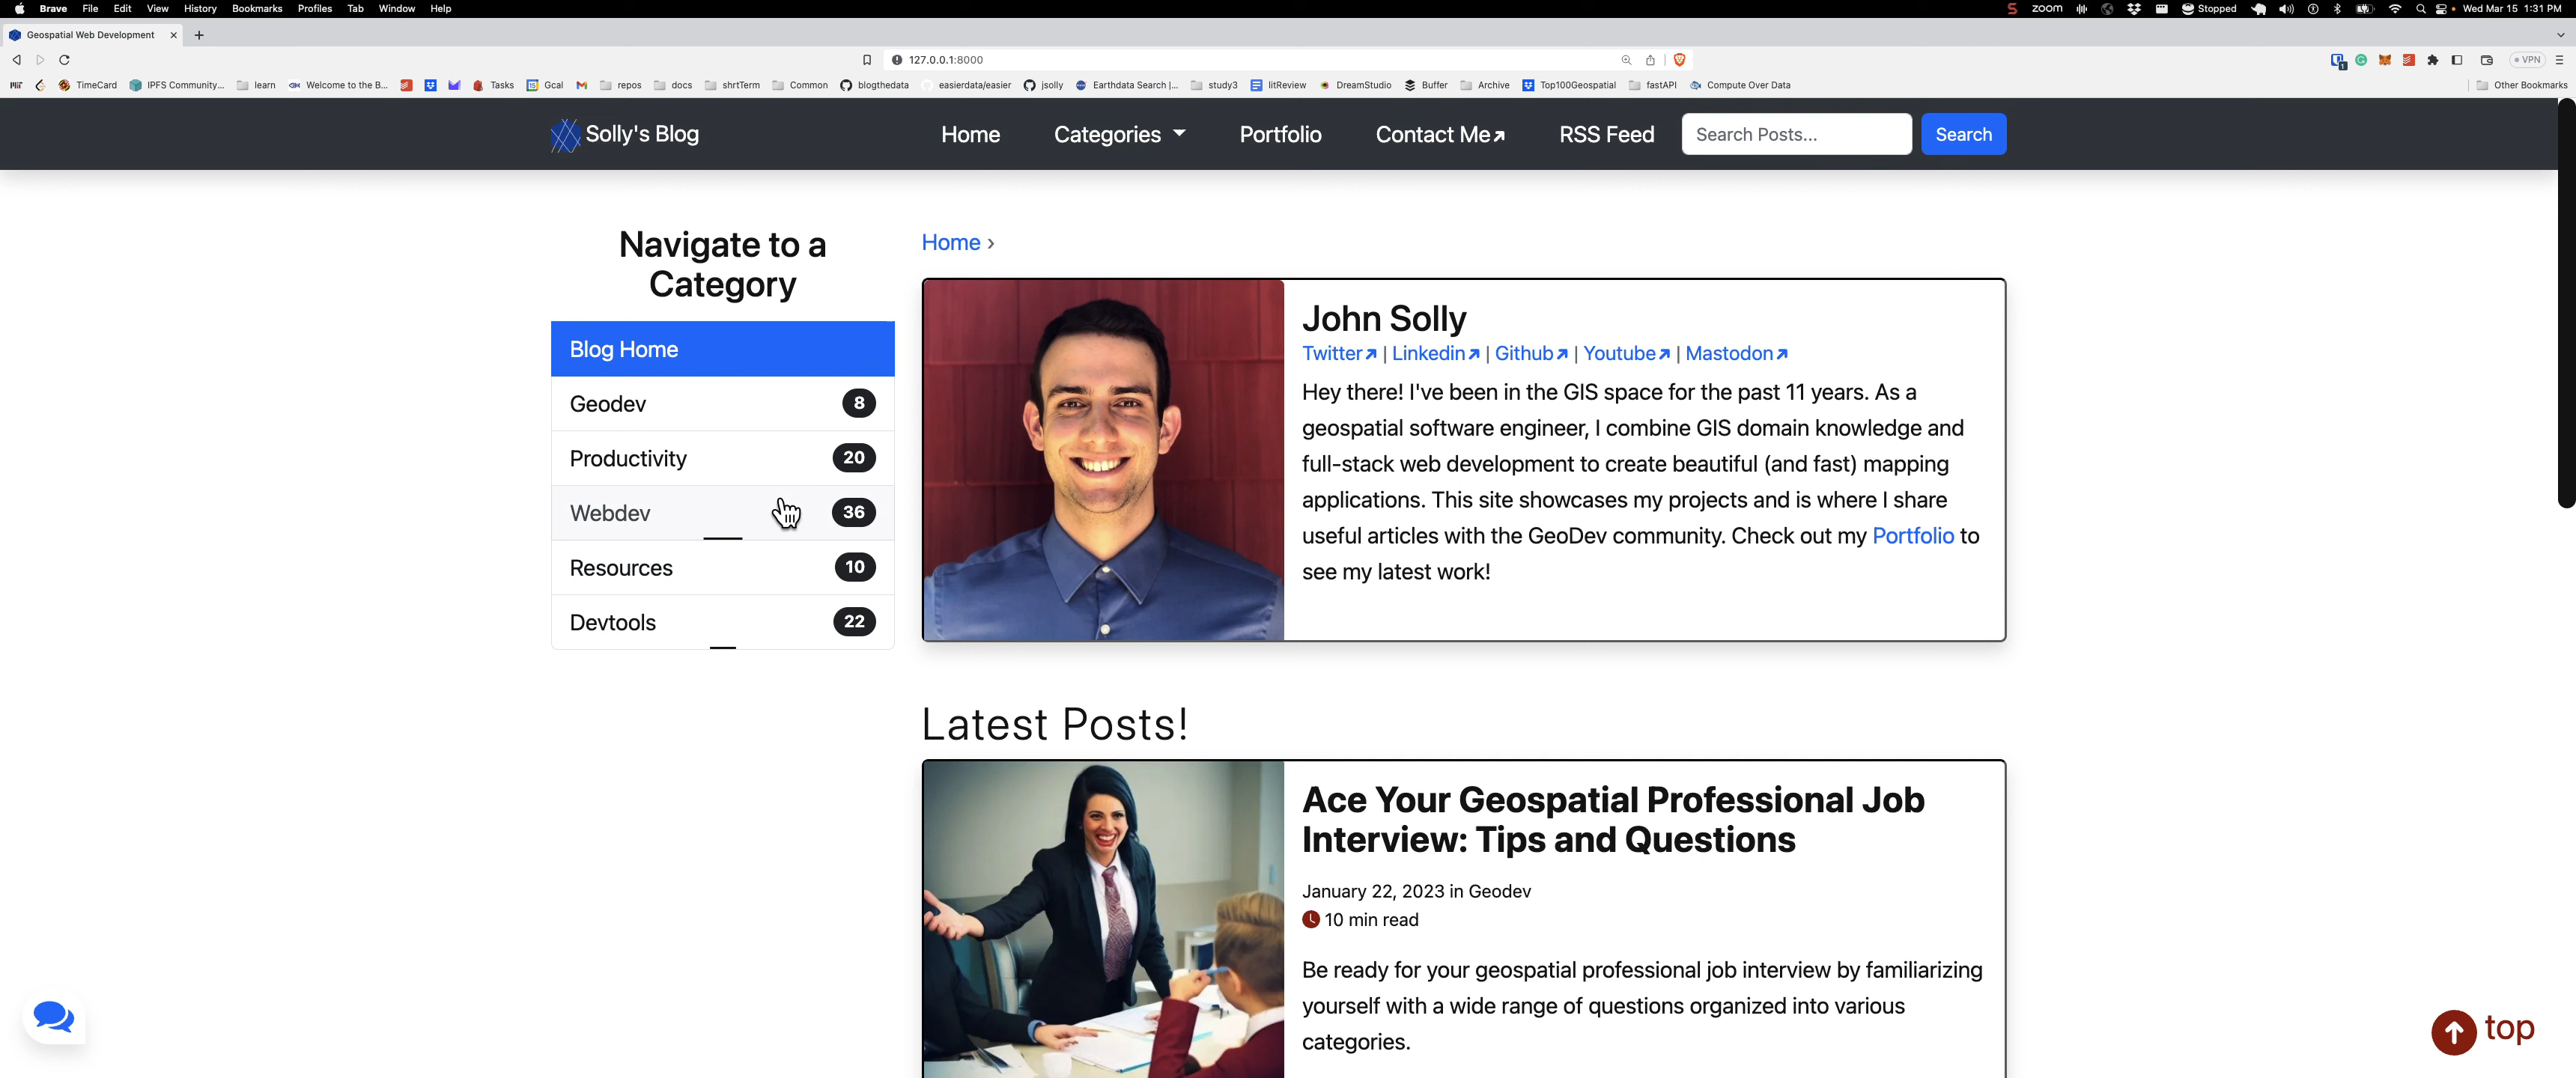 Brave File Edit View History Bookmarks Profiles Tab Window Help
zoom Stopped Wed Mar 15 1:31 PM
Geospatial Web Development
127.0.0.1:8000
VPN
TimeCard IPFS Community... learn Welcome to the B... Tasks Gcal repos docs shrtTerm Common blogthedata easierdata/easier jsolly Earthdata Search |... study3 litReview DreamStudio Buffer Archive Top100Geospatial fastAPI Compute Over Data Other Bookmarks
Solly's Blog Home Categories Portfolio Contact Me RSS Feed Search Posts... Search
Navigate to a
Category
Blog Home
Geodev 8
Productivity 20
Webdev 36
Resources 10
Devtools 22
Home ›
John Solly
Twitter | Linkedin | Github | Youtube | Mastodon
Hey there! I've been in the GIS space for the past 11 years. As a
geospatial software engineer, I combine GIS domain knowledge and
full-stack web development to create beautiful (and fast) mapping
applications. This site showcases my projects and is where I share
useful articles with the GeoDev community. Check out my Portfolio to
see my latest work!
Latest Posts!
Ace Your Geospatial Professional Job
Interview: Tips and Questions
January 22, 2023 in Geodev
10 min read
Be ready for your geospatial professional job interview by familiarizing
yourself with a wide range of questions organized into various
categories.
top